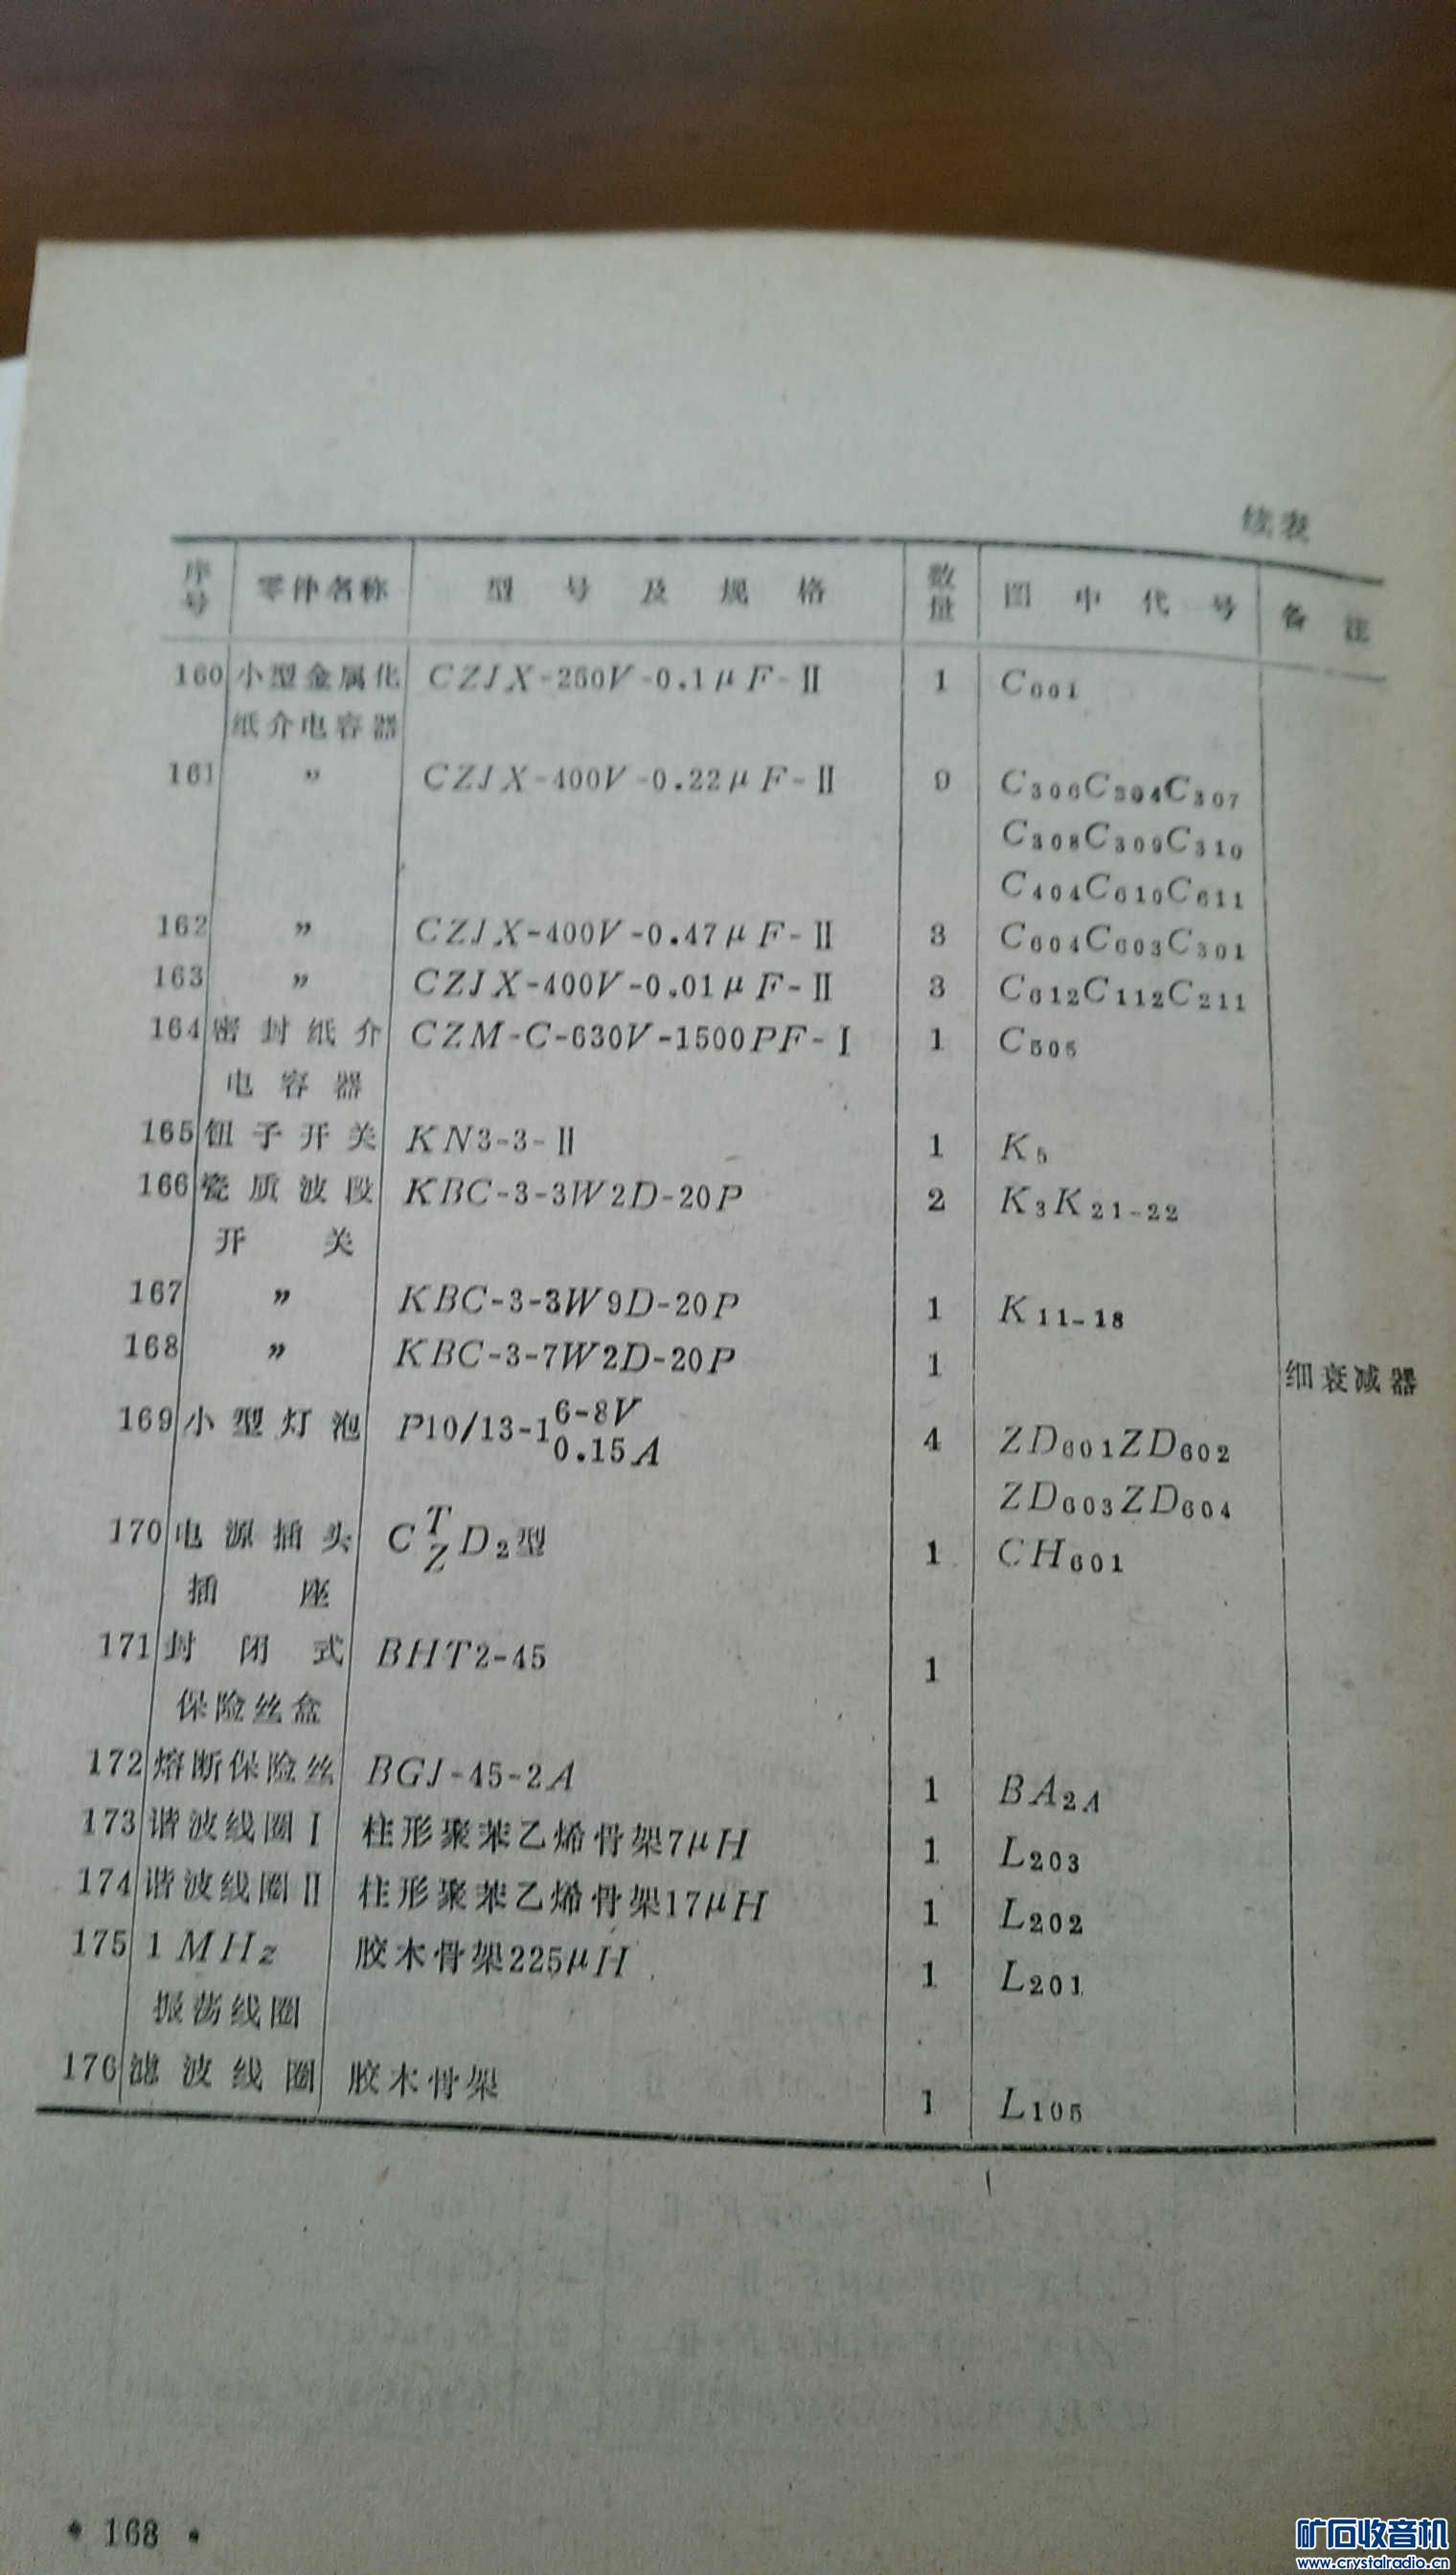 续表
序号 零件名称 型号及规格 数量 图中代号 备注
160 小型金属化 CZJX-250V-0.1μF-Ⅱ 1 C₆₀₁
纸介电容器
161 〃 CZJX-400V-0.22μF-Ⅱ 9 C₃₀₆C₃₀₄C₃₀₇
C₃₀₈C₃₀₉C₃₁₀
C₄₀₄C₆₁₀C₆₁₁
162 〃 CZJX-400V-0.47μF-Ⅱ 3 C₆₀₄C₆₀₃C₃₀₁
163 〃 CZJX-400V-0.01μF-Ⅱ 3 C₆₁₂C₁₁₂C₂₁₁
164 密封纸介 CZM-C-630V-1500PF-Ⅰ 1 C₅₀₅
电容器
165 钮子开关 KN3-3-Ⅱ 1 K₅
166 瓷质波段 KBC-3-3W2D-20P 2 K₃K₂₁₋₂₂
开关
167 〃 KBC-3-3W9D-20P 1 K₁₁₋₁₈
168 〃 KBC-3-7W2D-20P 1 细衰减器
169 小型灯泡 P10/13-1 6-8V 0.15A 4 ZD₆₀₁ZD₆₀₂
ZD₆₀₃ZD₆₀₄
170 电源插头 C T Z D₂型 1 CH₆₀₁
插座
171 封闭式 BHT2-45 1
保险丝盒
172 熔断保险丝 BGJ-45-2A 1 BA₂A
173 谐波线圈Ⅰ 柱形聚苯乙烯骨架7μH 1 L₂₀₃
174 谐波线圈Ⅱ 柱形聚苯乙烯骨架17μH 1 L₂₀₂
175 1MHz 胶木骨架225μH 1 L₂₀₁
振荡线圈
176 滤波线圈 胶木骨架 1 L₁₀₅
• 168 •
矿石收音机
www.crystalradio.cn